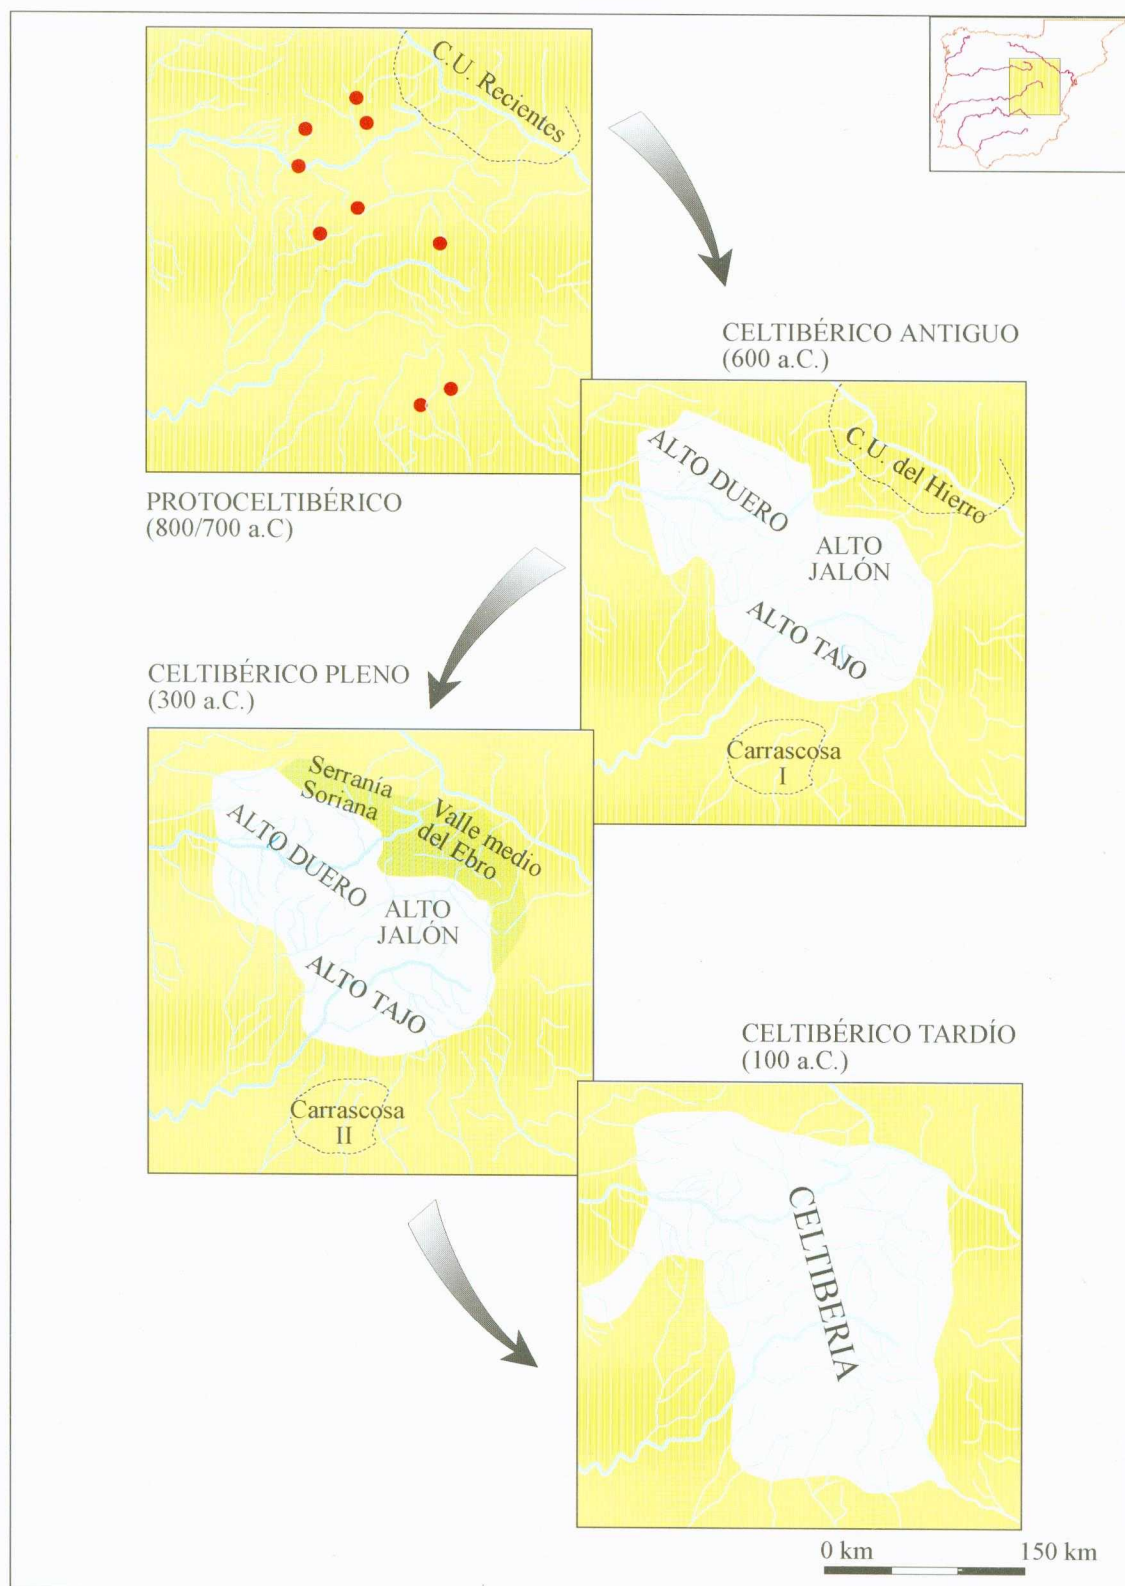 C.U. Recientes
PROTOCELTIBÉRICO
(800/700 a.C)
CELTIBÉRICO ANTIGUO
(600 a.C.)
ALTO DUERO
C.U. del Hierro
ALTO
JALÓN
ALTO TAJO
Carrascosa
I
CELTIBÉRICO PLENO
(300 a.C.)
Serranía
Soriana
Valle medio
del Ebro
ALTO DUERO
ALTO
JALÓN
ALTO TAJO
Carrascosa
II
CELTIBÉRICO TARDÍO
(100 a.C.)
CELTIBERIA
0 km 150 km